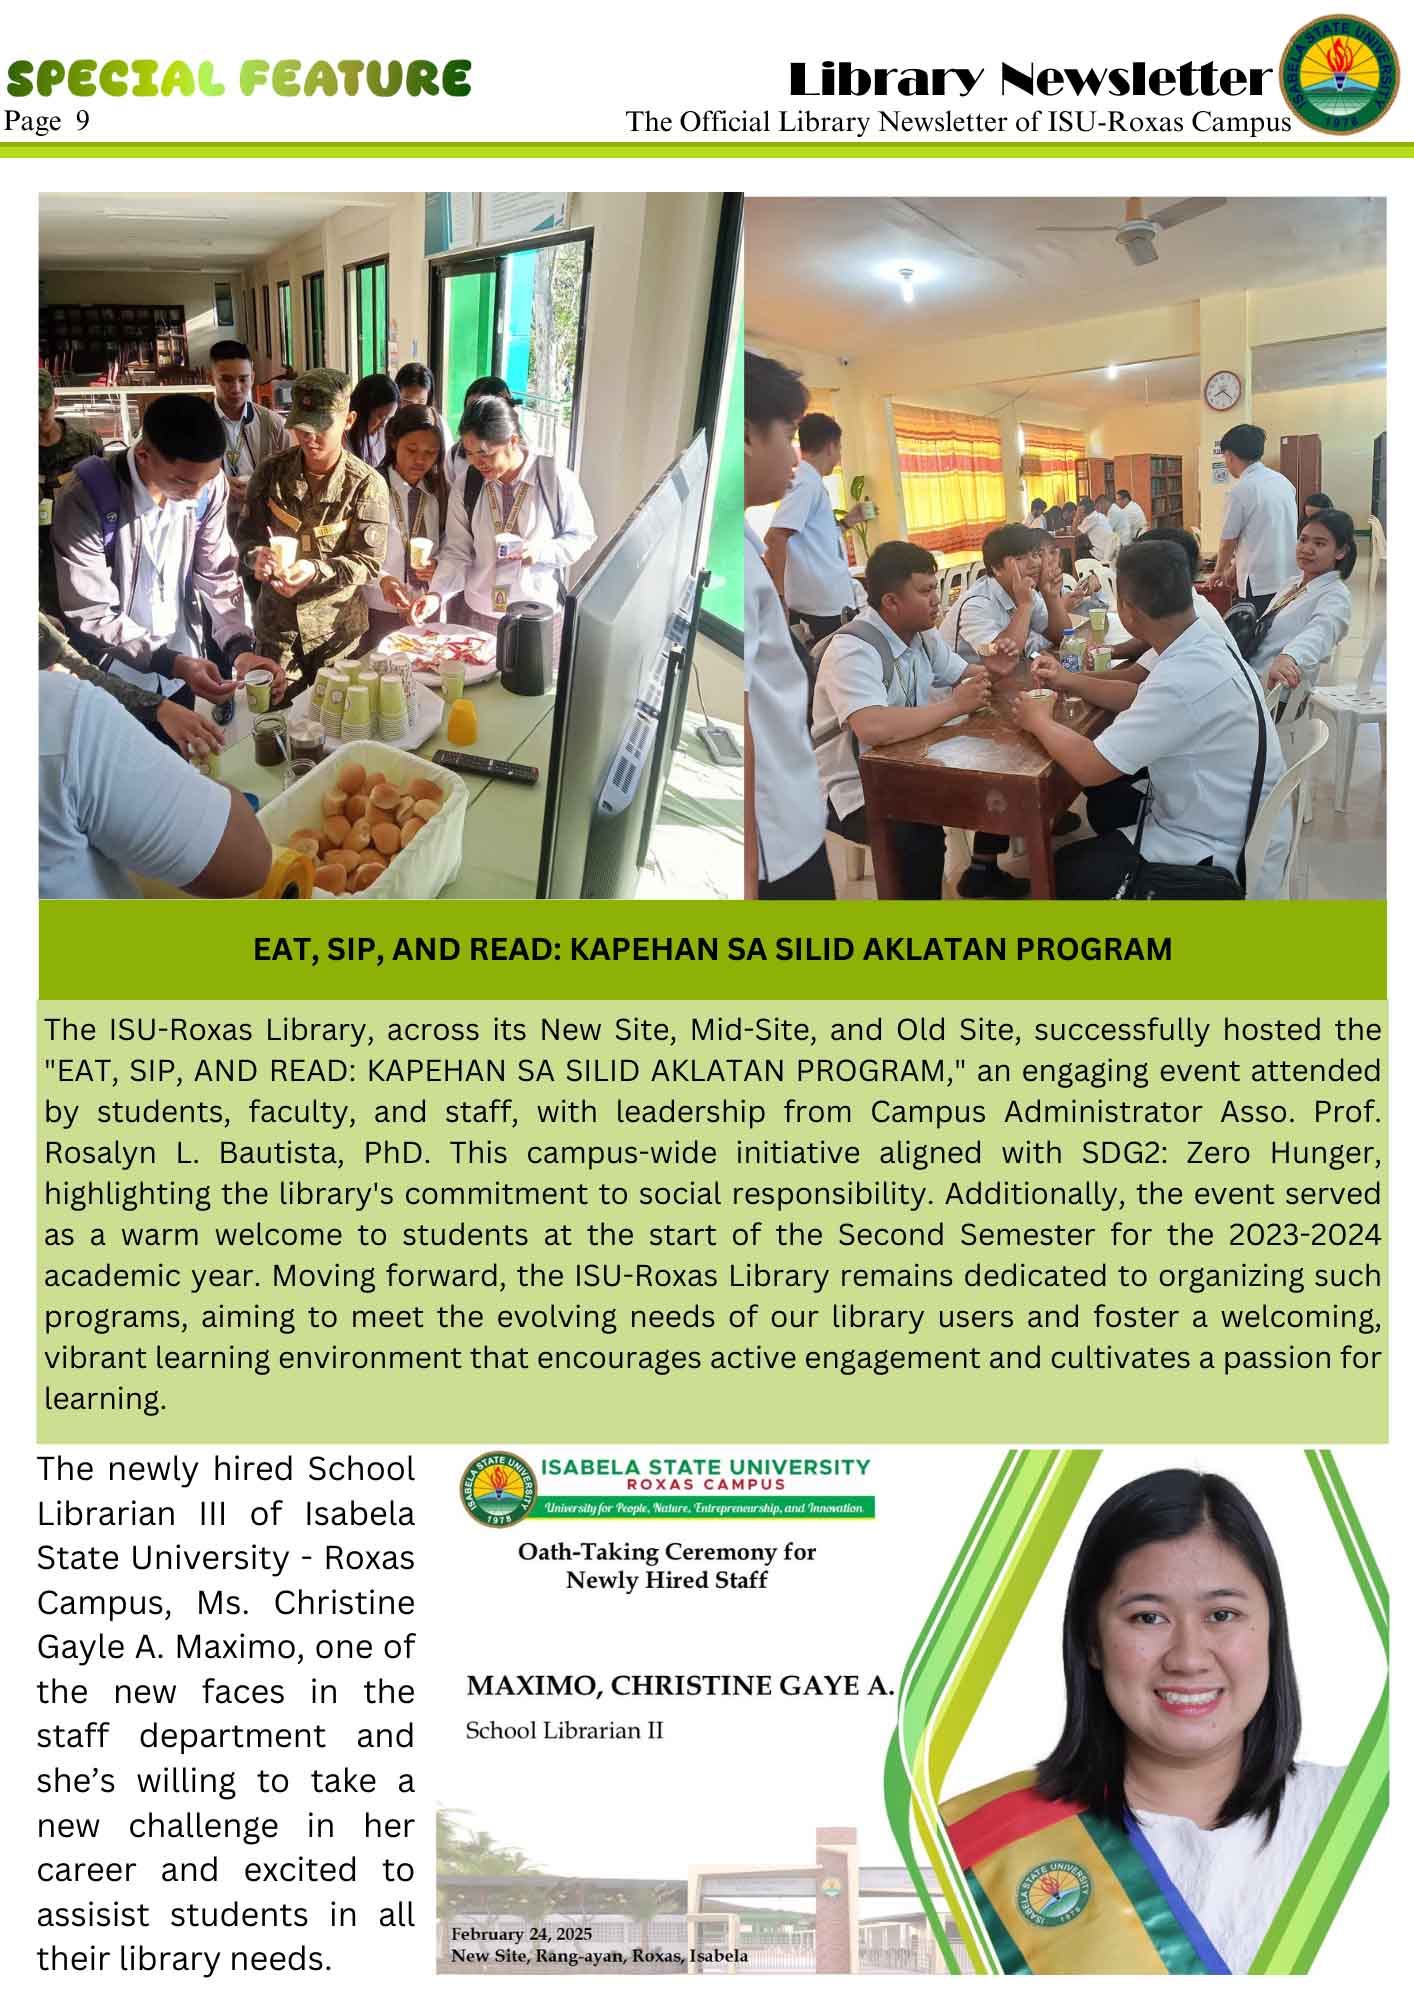 SPECIAL FEATURE
Page 9
Library Newsletter
The Official Library Newsletter of ISU-Roxas Campus
ISABELA STATE UNIVERSITY
1978
EAT, SIP, AND READ: KAPEHAN SA SILID AKLATAN PROGRAM
The ISU-Roxas Library, across its New Site, Mid-Site, and Old Site, successfully hosted the
"EAT, SIP, AND READ: KAPEHAN SA SILID AKLATAN PROGRAM," an engaging event attended
by students, faculty, and staff, with leadership from Campus Administrator Asso. Prof.
Rosalyn L. Bautista, PhD. This campus-wide initiative aligned with SDG2: Zero Hunger,
highlighting the library's commitment to social responsibility. Additionally, the event served
as a warm welcome to students at the start of the Second Semester for the 2023-2024
academic year. Moving forward, the ISU-Roxas Library remains dedicated to organizing such
programs, aiming to meet the evolving needs of our library users and foster a welcoming,
vibrant learning environment that encourages active engagement and cultivates a passion for
learning.
The newly hired School
Librarian III of Isabela
State University - Roxas
Campus, Ms. Christine
Gayle A. Maximo, one of
the new faces in the
staff department and
she's willing to take a
new challenge in her
career and excited to
assisist students in all
their library needs.
ISABELA STATE UNIVERSITY
1978
ISABELA STATE UNIVERSITY
ROXAS CAMPUS
University for People, Nature, Entrepreneurship, and Innovation.
Oath-Taking Ceremony for
Newly Hired Staff
MAXIMO, CHRISTINE GAYE A.
School Librarian II
February 24, 2025
New Site, Rang-ayan, Roxas, Isabela
ISABELA STATE UNIVERSITY
1978